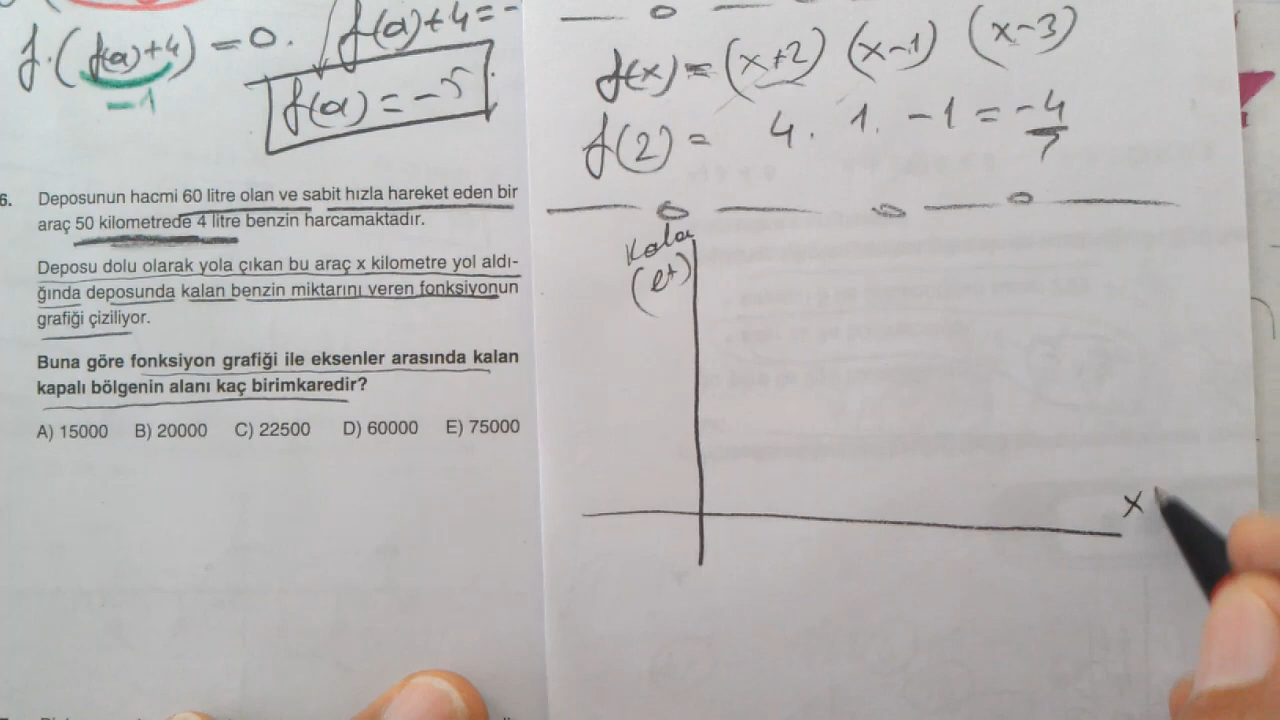 f.(f(a)+4) = 0.
f(a)+4 = -
-1
f(a) = -5
6. Deposunun hacmi 60 litre olan ve sabit hızla hareket eden bir
araç 50 kilometrede 4 litre benzin harcamaktadır.
Deposu dolu olarak yola çıkan bu araç x kilometre yol aldı-
ğında deposunda kalan benzin miktarını veren fonksiyonun
grafiği çiziliyor.
Buna göre fonksiyon grafiği ile eksenler arasında kalan
kapalı bölgenin alanı kaç birimkaredir?
A) 15000 B) 20000 C) 22500 D) 60000 E) 75000
f(x) = (x+2) (x-1) (x-3)
f(2) = 4. 1. -1 = -4
Kalan
(lt)
x